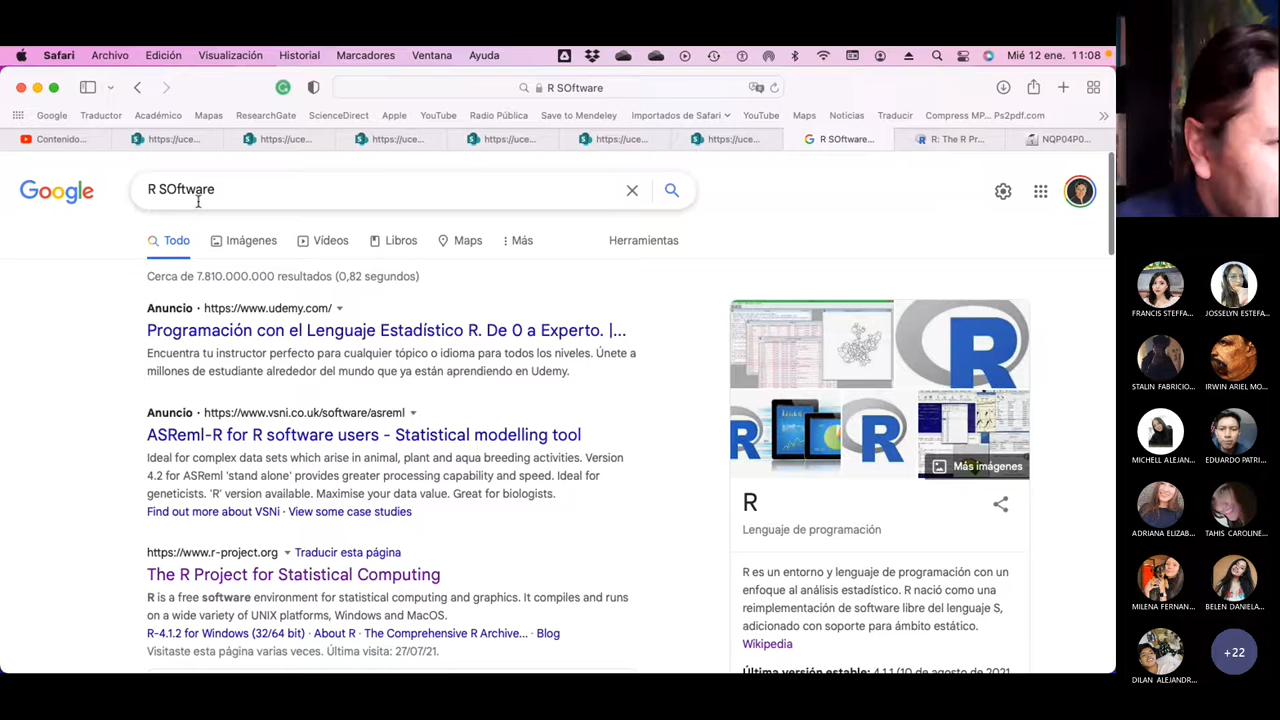 Safari Archivo Edición Visualización Historial Marcadores Ventana Ayuda Mié 12 ene. 11:08
R SOftware
Google Traductor Académico Mapas ResearchGate ScienceDirect Apple YouTube Radio Pública Save to Mendeley Importados de Safari YouTube Maps Noticias Traducir Compress MP... Ps2pdf.com
Contenido... https://uce... https://uce... https://uce... https://uce... https://uce... https://uce... R SOftware... R: The R Pr... NQP04P0...
Google R SOftware
Todo Imágenes Vídeos Libros Maps Más Herramientas
Cerca de 7.810.000.000 resultados (0,82 segundos)
Anuncio · https://www.udemy.com/
Programación con el Lenguaje Estadístico R. De 0 a Experto. |...
Encuentra tu instructor perfecto para cualquier tópico o idioma para todos los niveles. Únete a
millones de estudiante alrededor del mundo que ya están aprendiendo en Udemy.
Anuncio · https://www.vsni.co.uk/software/asreml
ASReml-R for R software users - Statistical modelling tool
Ideal for complex data sets which arise in animal, plant and aqua breeding activities. Version
4.2 for ASReml 'stand alone' provides greater processing capability and speed. Ideal for
geneticists. 'R' version available. Maximise your data value. Great for biologists.
Find out more about VSNi · View some case studies
https://www.r-project.org Traducir esta página
The R Project for Statistical Computing
R is a free software environment for statistical computing and graphics. It compiles and runs
on a wide variety of UNIX platforms, Windows and MacOS.
R-4.1.2 for Windows (32/64 bit) · About R · The Comprehensive R Archive... · Blog
Visitaste esta página varias veces. Última visita: 27/07/21.
R
R R
Más imágenes
R
Lenguaje de programación
R es un entorno y lenguaje de programación con un
enfoque al análisis estadístico. R nació como una
reimplementación de software libre del lenguaje S,
adicionado con soporte para ámbito estático.
Wikipedia
Última versión estable: 4.1.1 (10 de agosto de 2021
FRANCIS STEFFA... JOSSELYN ESTEFA...
STALIN FABRICIO... IRWIN ARIEL MO...
MICHELL ALEJAN... EDUARDO PATRI...
ADRIANA ELIZAB... TAHIS CAROLINE...
MILENA FERNAN... BELEN DANIELA...
DILAN ALEJANDR... +22